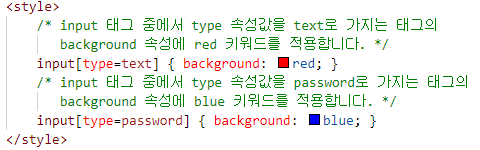 <style>
/* input 태그 중에서 type 속성값을 text로 가지는 태그의
background 속성에 red 키워드를 적용합니다. */
input[type=text] { background: red; }
/* input 태그 중에서 type 속성값을 password로 가지는 태그의
background 속성에 blue 키워드를 적용합니다. */
input[type=password] { background: blue; }
</style>